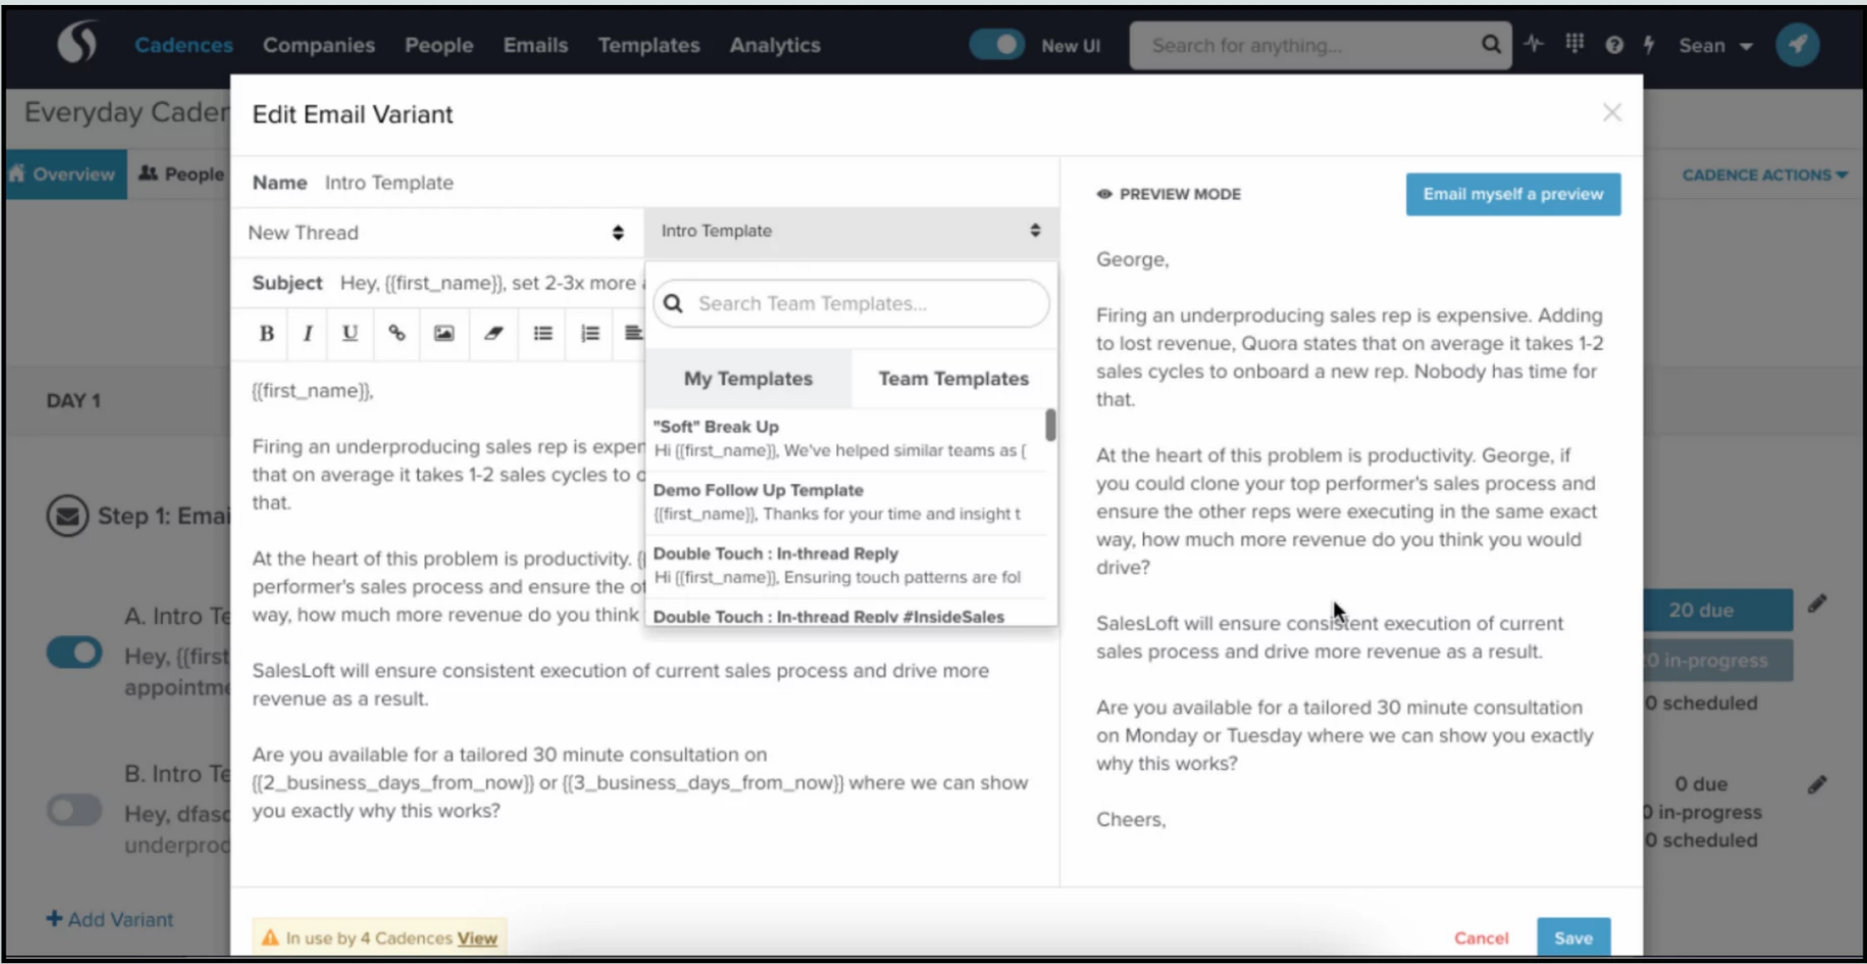 Cadences Companies People Emails Templates Analytics New UI Search for anything... Sean
Everyday Caden
Overview People
CADENCE ACTIONS
DAY 1
Step 1: Emai
A. Intro Te
Hey, {{first
appointme
B. Intro Te
Hey, dfasd
underproc
+ Add Variant
20 due
0 in-progress
0 scheduled
0 due
0 in-progress
0 scheduled
Edit Email Variant
Name Intro Template
New Thread
Intro Template
Subject Hey, {{first_name}}, set 2-3x more
B I U
{{first_name}},
Firing an underproducing sales rep is expen
that on average it takes 1-2 sales cycles to o
that.
At the heart of this problem is productivity. {
performer's sales process and ensure the ot
way, how much more revenue do you think
SalesLoft will ensure consistent execution of current sales process and drive more
revenue as a result.
Are you available for a tailored 30 minute consultation on
{{2_business_days_from_now}} or {{3_business_days_from_now}} where we can show
you exactly why this works?
Search Team Templates...
My Templates Team Templates
"Soft" Break Up
Hi {{first_name}}, We've helped similar teams as {
Demo Follow Up Template
{{first_name}}, Thanks for your time and insight t
Double Touch : In-thread Reply
Hi {{first_name}}, Ensuring touch patterns are fol
Double Touch : In-thread Reply #InsideSales
PREVIEW MODE
Email myself a preview
George,
Firing an underproducing sales rep is expensive. Adding
to lost revenue, Quora states that on average it takes 1-2
sales cycles to onboard a new rep. Nobody has time for
that.
At the heart of this problem is productivity. George, if
you could clone your top performer's sales process and
ensure the other reps were executing in the same exact
way, how much more revenue do you think you would
drive?
SalesLoft will ensure consistent execution of current
sales process and drive more revenue as a result.
Are you available for a tailored 30 minute consultation
on Monday or Tuesday where we can show you exactly
why this works?
Cheers,
In use by 4 Cadences View
Cancel Save